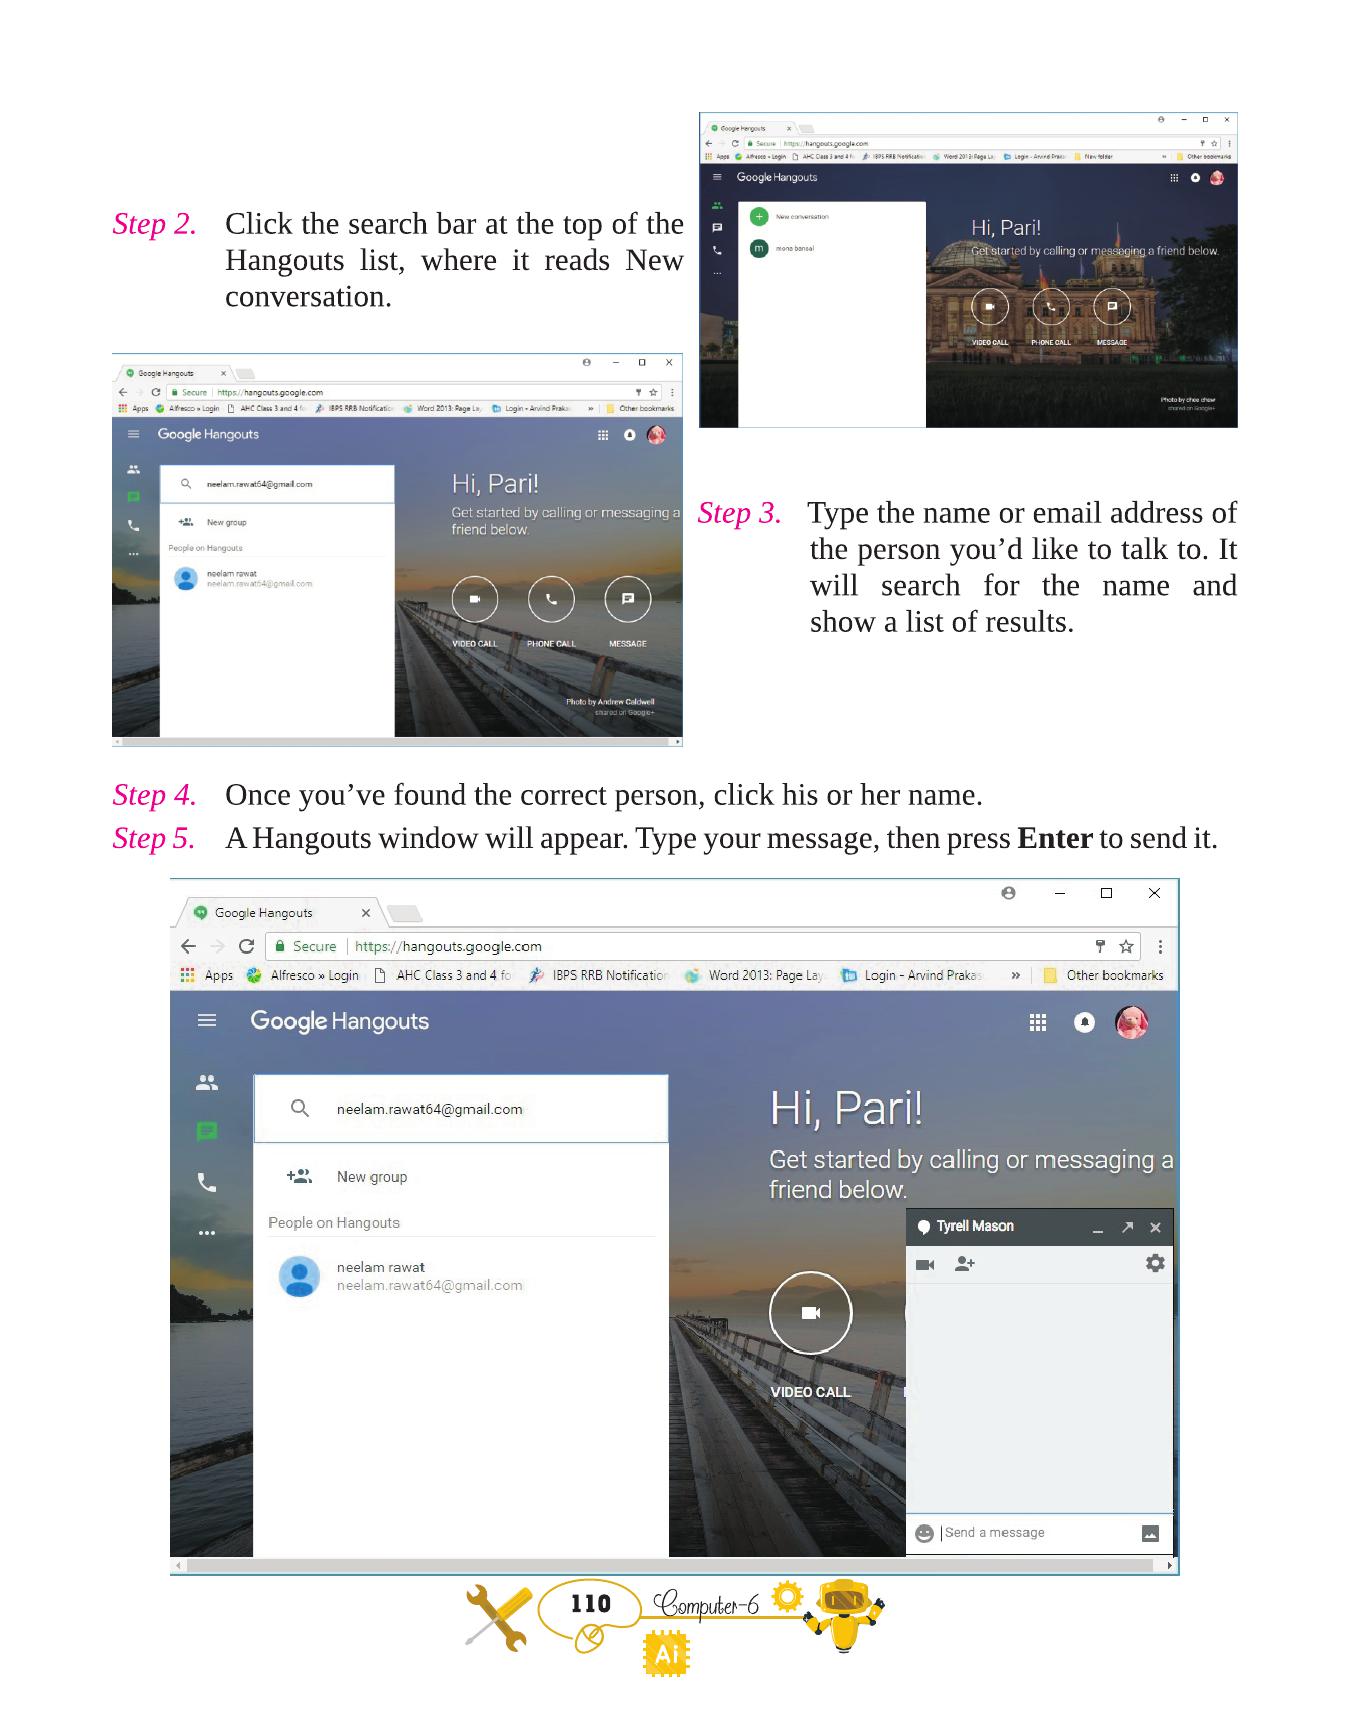 Step 2. Click the search bar at the top of the
Hangouts list, where it reads New
conversation.
Google Hangouts
Secure https://hangouts.google.com
Apps Alfresco » Login AHC Class 3 and 4 fo IBPS RRB Notification Word 2013: Page La Login - Arvind Praka New folder » Other bookmarks
Google Hangouts
New conversation
m mona bansal
Hi, Pari!
Get started by calling or messaging a friend below.
VIDEO CALL PHONE CALL MESSAGE
Photo by chee chew
shared on Google+
Google Hangouts
Secure https://hangouts.google.com
Apps Alfresco » Login AHC Class 3 and 4 fo IBPS RRB Notification Word 2013: Page La Login - Arvind Praka » Other bookmarks
Google Hangouts
neelam.rawat64@gmail.com
New group
People on Hangouts
neelam rawat
neelam.rawat64@gmail.com
Hi, Pari!
Get started by calling or messaging a
friend below.
VIDEO CALL PHONE CALL MESSAGE
Photo by Andrew Caldwell
shared on Google+
Step 3. Type the name or email address of
the person you’d like to talk to. It
will search for the name and
show a list of results.
Step 4. Once you’ve found the correct person, click his or her name.
Step 5. A Hangouts window will appear. Type your message, then press Enter to send it.
Google Hangouts
Secure https://hangouts.google.com
Apps Alfresco » Login AHC Class 3 and 4 fo IBPS RRB Notification Word 2013: Page Lay Login - Arvind Prakas » Other bookmarks
Google Hangouts
neelam.rawat64@gmail.com
New group
People on Hangouts
neelam rawat
neelam.rawat64@gmail.com
Hi, Pari!
Get started by calling or messaging a
friend below.
VIDEO CALL
Tyrell Mason
Send a message
110 Computer-6
Ai